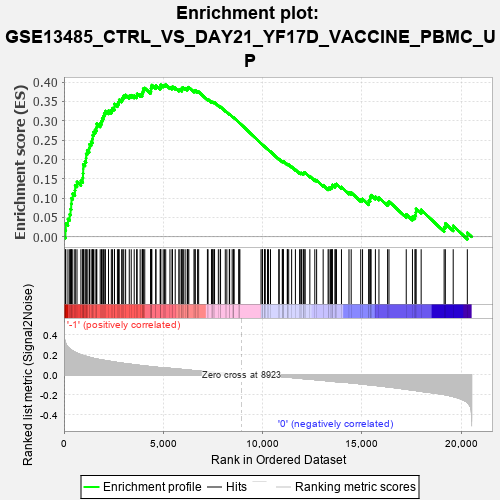 Enrichment plot:
GSE13485_CTRL_VS_DAY21_YF17D_VACCINE_PBMC_U
P
Enrichment score (ES)
0.40
0.35
0.30
0.25
0.20
0.15
0.10
0.05
0.00
'-1' (positively correlated)
Ranked list metric (Signal2Noise)
0.4
0.2
0.0
-0.2
-0.4
Zero cross at 8923
'0' (negatively correlated)
0
5,000
10,000
15,000
20,000
Rank in Ordered Dataset
Enrichment profile
Hits
Ranking metric scores